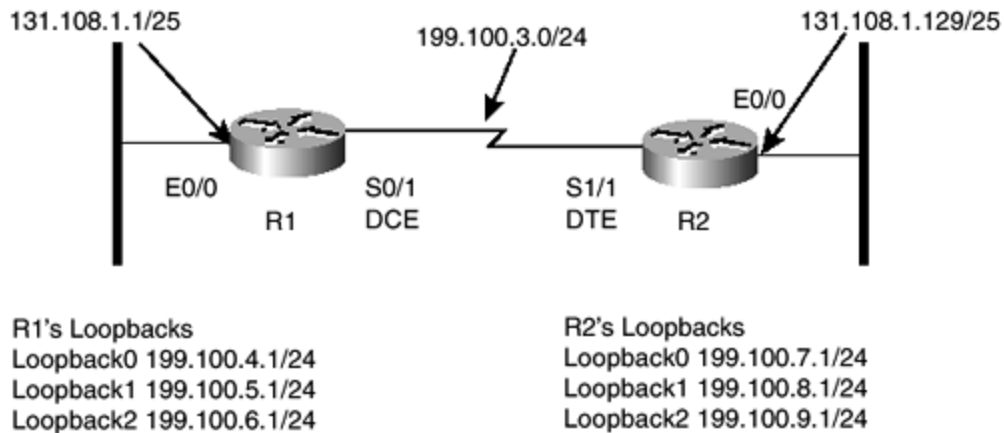 131.108.1.1/25
199.100.3.0/24
131.108.1.129/25
E0/0
E0/0
S0/1
DCE
S1/1
DTE
R1
R2
R1's Loopbacks
Loopback0 199.100.4.1/24
Loopback1 199.100.5.1/24
Loopback2 199.100.6.1/24
R2's Loopbacks
Loopback0 199.100.7.1/24
Loopback1 199.100.8.1/24
Loopback2 199.100.9.1/24